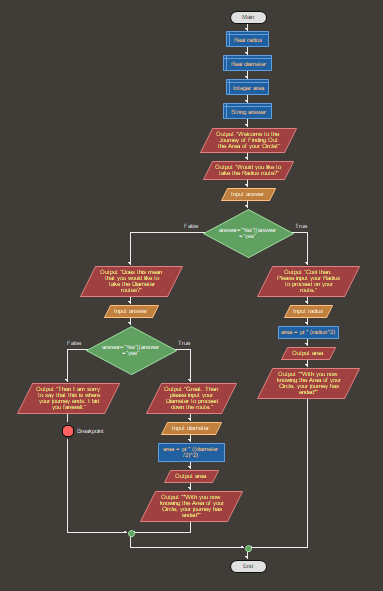 Main
Real radius
Real diameter
Integer area
String answer
Output "Welcome to the
Journey of Finding Out
the Area of your Circle!"
Output "Would you like to
take the Radius route?"
Input answer
answer="Yes"||answer
="yes"
False
True
Output "Does this mean
that you would like to
take the Diameter
routes?"
Output "Cool then.
Please input your Radius
to proceed on your
route."
Input answer
Input radius
answer="Yes"||answer
="yes"
area = pi * (radius^2)
False
True
Output area
Output "Then I am sorry
to say that this is where
your journey ends. I bid
you farewell."
Output "Great. Then
please input your
Diameter to proceed
down the route."
Output ""With you now
knowing the Area of your
Circle, your journey has
ended""
Breakpoint
Input diameter
area = pi * ((diameter
/2)^2)
Output area
Output ""With you now
knowing the Area of your
Circle, your journey has
ended""
End